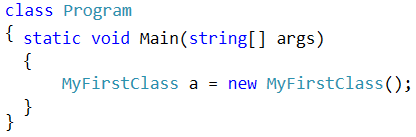 class Program
{ static void Main(string[] args)
{
MyFirstClass a = new MyFirstClass();
}
}